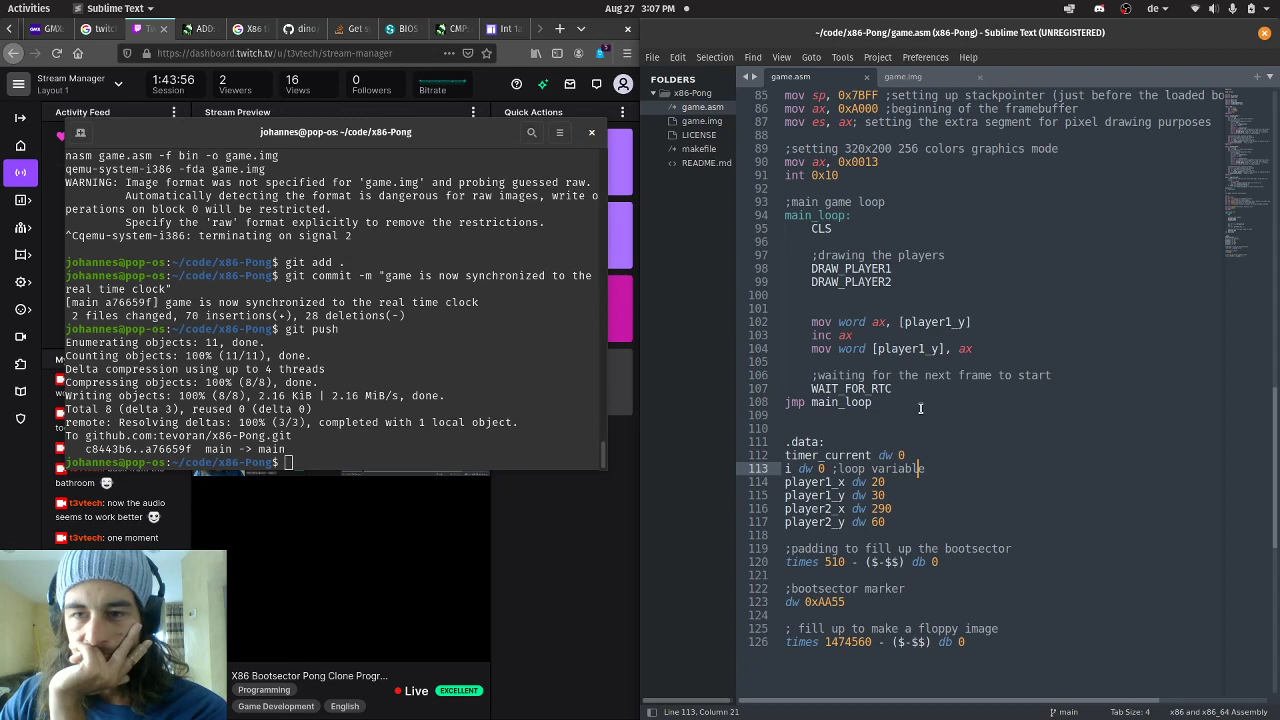 Activities
Sublime Text
Aug 27 3:07 PM
de
GMX:
twitch
Tw
ADD:
X86 t
dino
Get s
BIOS
CMP:
Int 1
https://dashboard.twitch.tv/u/t3vtech/stream-manager
Stream Manager
Layout 1
1:43:56
Session
2
Viewers
16
Views
0
Followers
Bitrate
Activity Feed
Stream Preview
Quick Actions
johannes@pop-os: ~/code/x86-Pong
nasm game.asm -f bin -o game.img
qemu-system-i386 -fda game.img
WARNING: Image format was not specified for 'game.img' and probing guessed raw.
Automatically detecting the format is dangerous for raw images, write o
perations on block 0 will be restricted.
Specify the 'raw' format explicitly to remove the restrictions.
^Cqemu-system-i386: terminating on signal 2
johannes@pop-os:~/code/x86-Pong$ git add .
johannes@pop-os:~/code/x86-Pong$ git commit -m "game is now synchronized to the
real time clock"
[main a76659f] game is now synchronized to the real time clock
2 files changed, 70 insertions(+), 28 deletions(-)
johannes@pop-os:~/code/x86-Pong$ git push
Enumerating objects: 11, done.
Counting objects: 100% (11/11), done.
Delta compression using up to 4 threads
Compressing objects: 100% (8/8), done.
Writing objects: 100% (8/8), 2.16 KiB | 2.16 MiB/s, done.
Total 8 (delta 3), reused 0 (delta 0)
remote: Resolving deltas: 100% (3/3), completed with 1 local object.
To github.com:tevoran/x86-Pong.git
c8443b6..a76659f  main -> main
johannes@pop-os:~/code/x86-Pong$
bathroom
t3vtech: now the audio
seems to work better
t3vtech: one moment
X86 Bootsector Pong Clone Progr...
Programming
Game Development
English
Live
EXCELLENT
~/code/x86-Pong/game.asm (x86-Pong) - Sublime Text (UNREGISTERED)
File Edit Selection Find View Goto Tools Project Preferences Help
FOLDERS
x86-Pong
game.asm
game.img
LICENSE
makefile
README.md
game.asm
game.img
85 mov sp, 0x7BFF ;setting up stackpointer (just before the loaded bo
86 mov ax, 0xA000 ;beginning of the framebuffer
87 mov es, ax; setting the extra segment for pixel drawing purposes
88
89 ;setting 320x200 256 colors graphics mode
90 mov ax, 0x0013
91 int 0x10
92
93 ;main game loop
94 main_loop:
95 CLS
96
97 ;drawing the players
98 DRAW_PLAYER1
99 DRAW_PLAYER2
100
101
102 mov word ax, [player1_y]
103 inc ax
104 mov word [player1_y], ax
105
106 ;waiting for the next frame to start
107 WAIT_FOR_RTC
108 jmp main_loop
109
110
111 .data:
112 timer_current dw 0
113 i dw 0 ;loop variable
114 player1_x dw 20
115 player1_y dw 30
116 player2_x dw 290
117 player2_y dw 60
118
119 ;padding to fill up the bootsector
120 times 510 - ($-$$) db 0
121
122 ;bootsector marker
123 dw 0xAA55
124
125 ; fill up to make a floppy image
126 times 1474560 - ($-$$) db 0
Line 113, Column 21
main
Tab Size: 4
x86 and x86_64 Assembly